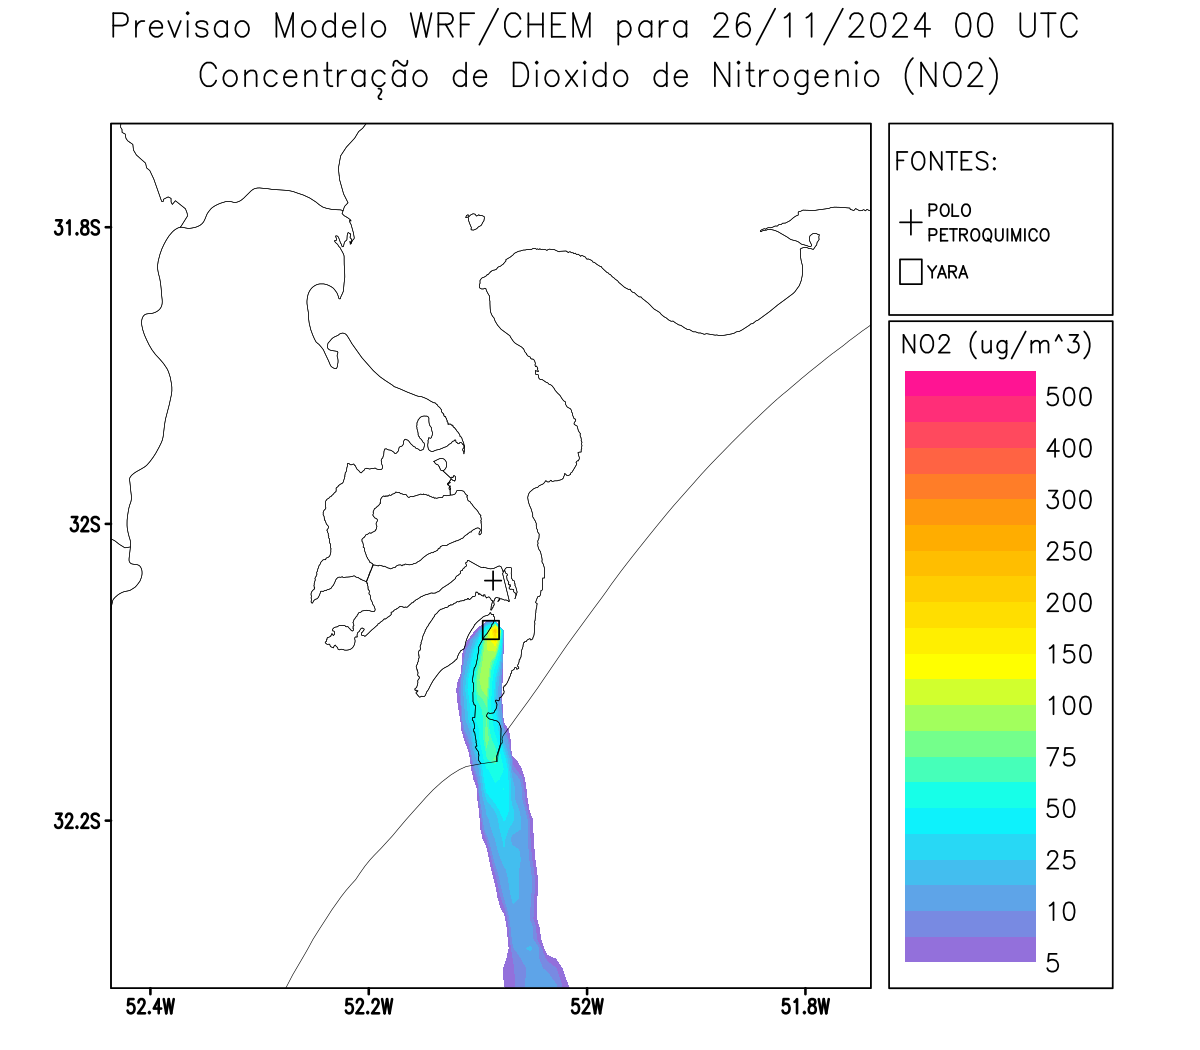 Previsao Modelo WRF/CHEM para 26/11/2024 00 UTC
Concentração de Dioxido de Nitrogenio (NO2)
FONTES:
POLO
PETROQUIMICO
YARA
NO2 (ug/m^3)
500
400
300
250
200
150
100
75
50
25
10
5
31.8S
32S
32.2S
52.4W
52.2W
52W
51.8W